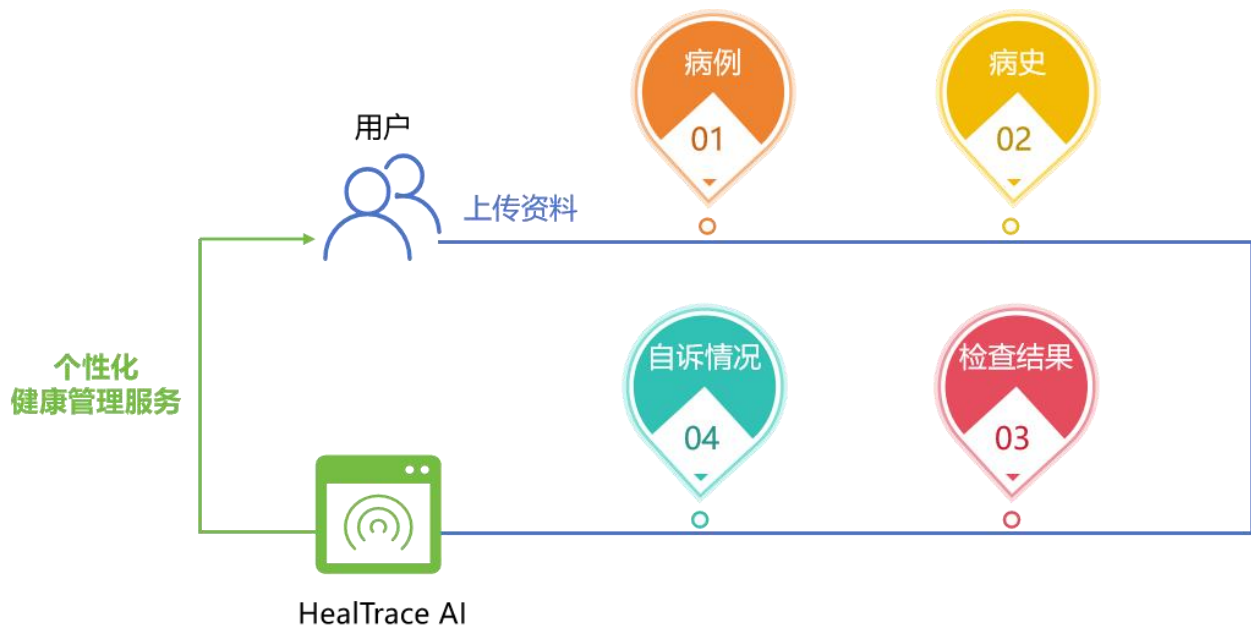 病例
01
病史
02
用户
上传资料
自诉情况
04
检查结果
03
个性化
健康管理服务
HealTrace AI